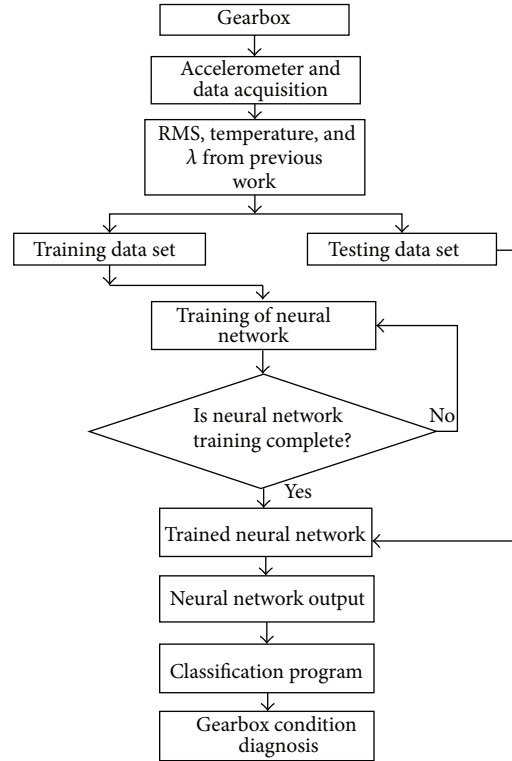 Gearbox
Accelerometer and
data acquisition
RMS, temperature, and
λ from previous
work
Training data set
Testing data set
Training of neural
network
Is neural network
training complete?
No
Yes
Trained neural network
Neural network output
Classification program
Gearbox condition
diagnosis